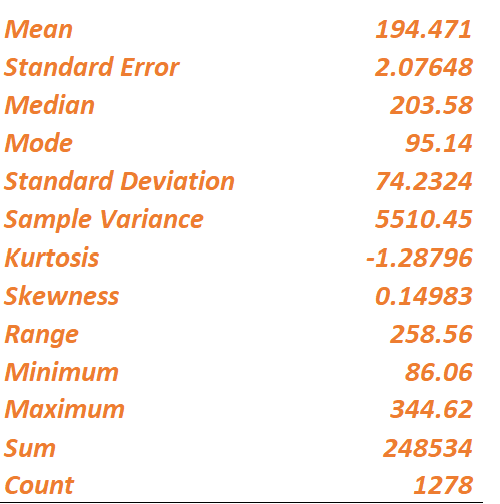 Mean 194.471
Standard Error 2.07648
Median 203.58
Mode 95.14
Standard Deviation 74.2324
Sample Variance 5510.45
Kurtosis -1.28796
Skewness 0.14983
Range 258.56
Minimum 86.06
Maximum 344.62
Sum 248534
Count 1278